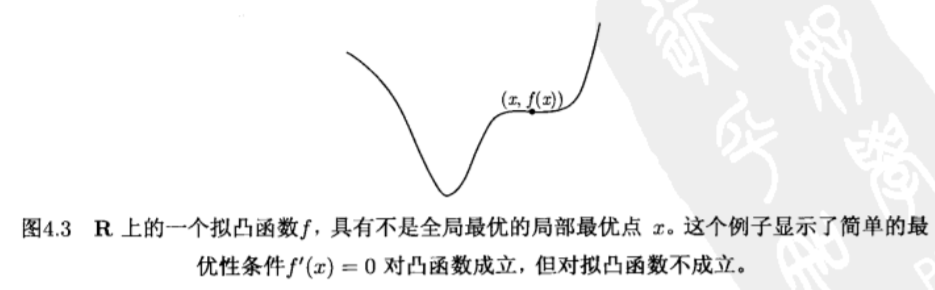 (x, f(x))
图4.3 R 上的一个拟凸函数f，具有不是全局最优的局部最优点 x。这个例子显示了简单的最
优性条件f′(x) = 0 对凸函数成立，但对拟凸函数不成立。